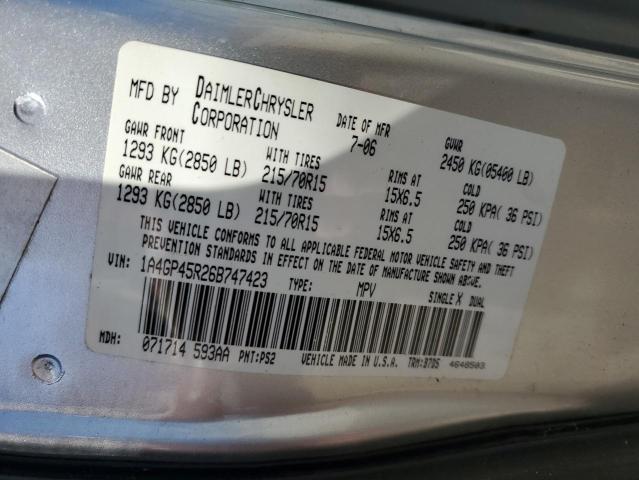 MFD BY DAIMLERCHRYSLER CORPORATION DATE OF MFR 7-06 GVWR 2450 KG(05400 LB)
GAWR FRONT 1293 KG(2850 LB) WITH TIRES 215/70R15 RIMS AT 15X6.5 COLD 250 KPA( 36 PSI)
GAWR REAR 1293 KG(2850 LB) WITH TIRES 215/70R15 RIMS AT 15X6.5 COLD 250 KPA( 36 PSI)
THIS VEHICLE CONFORMS TO ALL APPLICABLE FEDERAL MOTOR VEHICLE SAFETY AND THEFT
PREVENTION STANDARDS IN EFFECT ON THE DATE OF MANUFACTURE SHOWN ABOVE.
VIN: 1A4GP45R26B747423 TYPE: MPV SINGLE X DUAL
MDH: 071714 593AA PNT:PS2 VEHICLE MADE IN U.S.A. TRM:B7D5 4648503